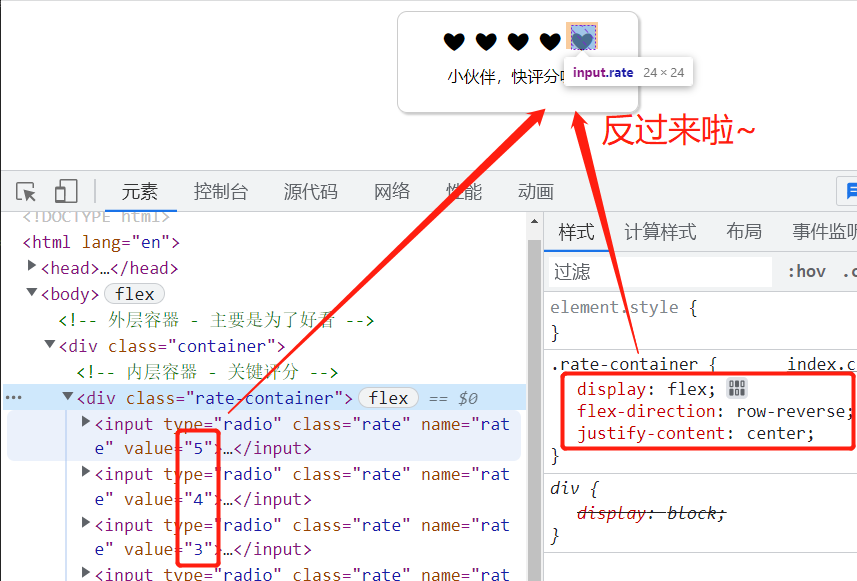 小伙伴，快评分吧
input.rate 24 × 24
反过来啦~
元素 控制台 源代码 网络 性能 动画
<!DOCTYPE html>
<html lang="en">
<head>…</head>
<body> flex
<!-- 外层容器 - 主要是为了好看 -->
<div class="container">
<!-- 内层容器 - 关键评分 -->
<div class="rate-container"> flex == $0
<input type="radio" class="rate" name="rat
e" value="5">…</input>
<input type="radio" class="rate" name="rat
e" value="4">…</input>
<input type="radio" class="rate" name="rat
e" value="3">…</input>
<input type="radio" class="rate" name="rat
样式 计算样式 布局 事件监听
过滤 :hov .c
element.style {
}
.rate-container { index.c
display: flex;
flex-direction: row-reverse;
justify-content: center;
}
div {
display: block;
}